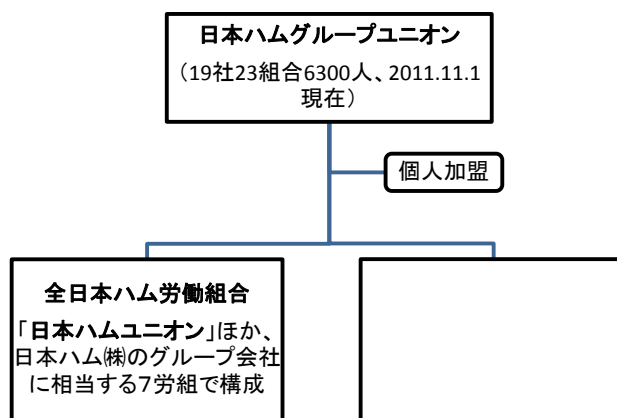 日本ハムグループユニオン
（19社23組合6300人、2011.11.1
現在）
個人加盟
全日本ハム労働組合
「日本ハムユニオン」ほか、
日本ハム㈱のグループ会社
に相当する７労組で構成